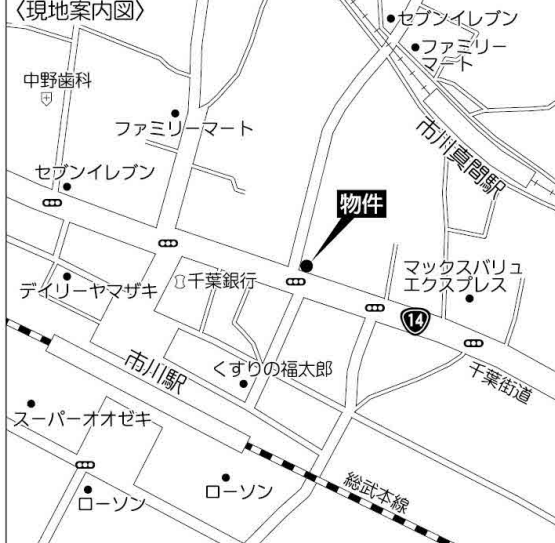 〈現地案内図〉
セブンイレブン
ファミリー
マート
中野歯科
ファミリーマート
市川真間駅
セブンイレブン
物件
マックスバリュ
エクスプレス
千葉銀行
デイリーヤマザキ
14
千葉街道
市川駅
くすりの福太郎
スーパーオオゼキ
総武本線
ローソン
ローソン